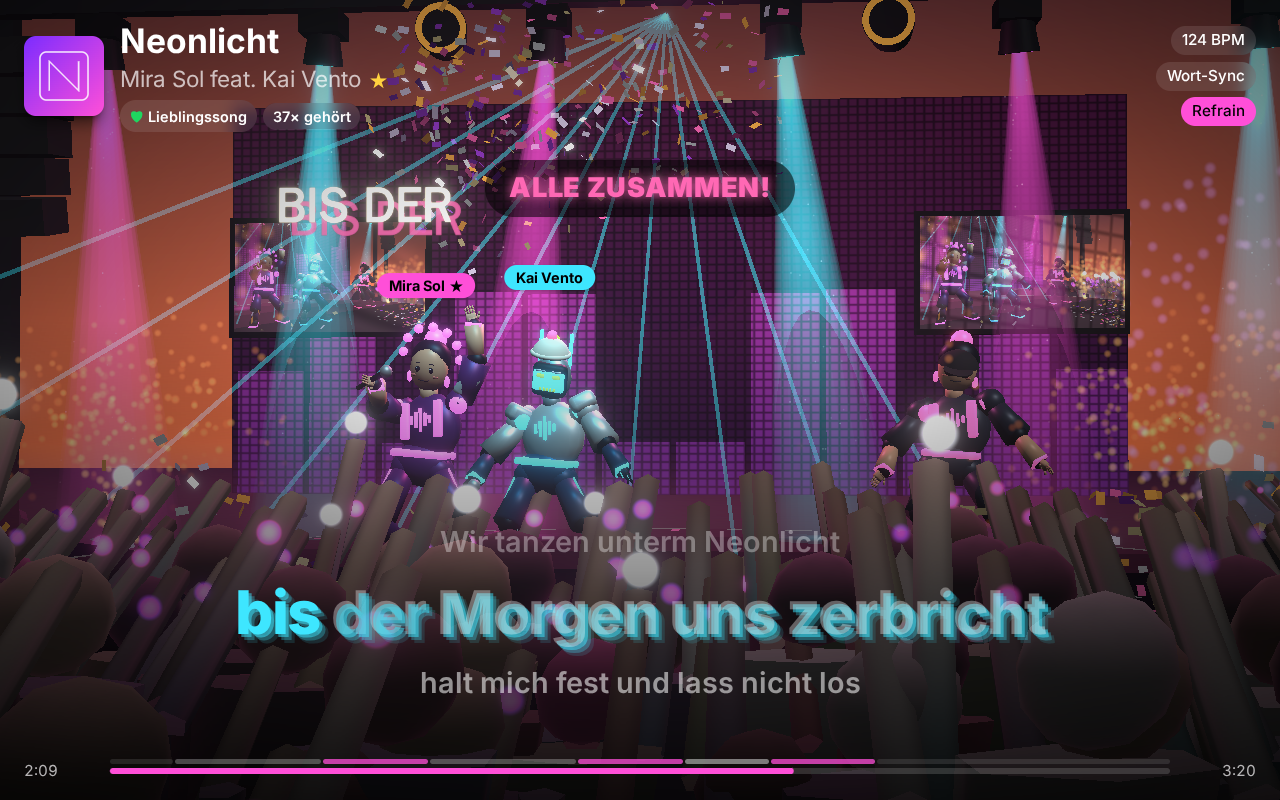 Neonlicht
Mira Sol feat. Kai Vento ★
Lieblingssong
37× gehört
124 BPM
Wort-Sync
Refrain
ALLE ZUSAMMEN!
BIS DER
BIS DER
Mira Sol ★
Kai Vento
Wir tanzen unterm Neonlicht
bis der Morgen uns zerbricht
halt mich fest und lass nicht los
2:09
3:20